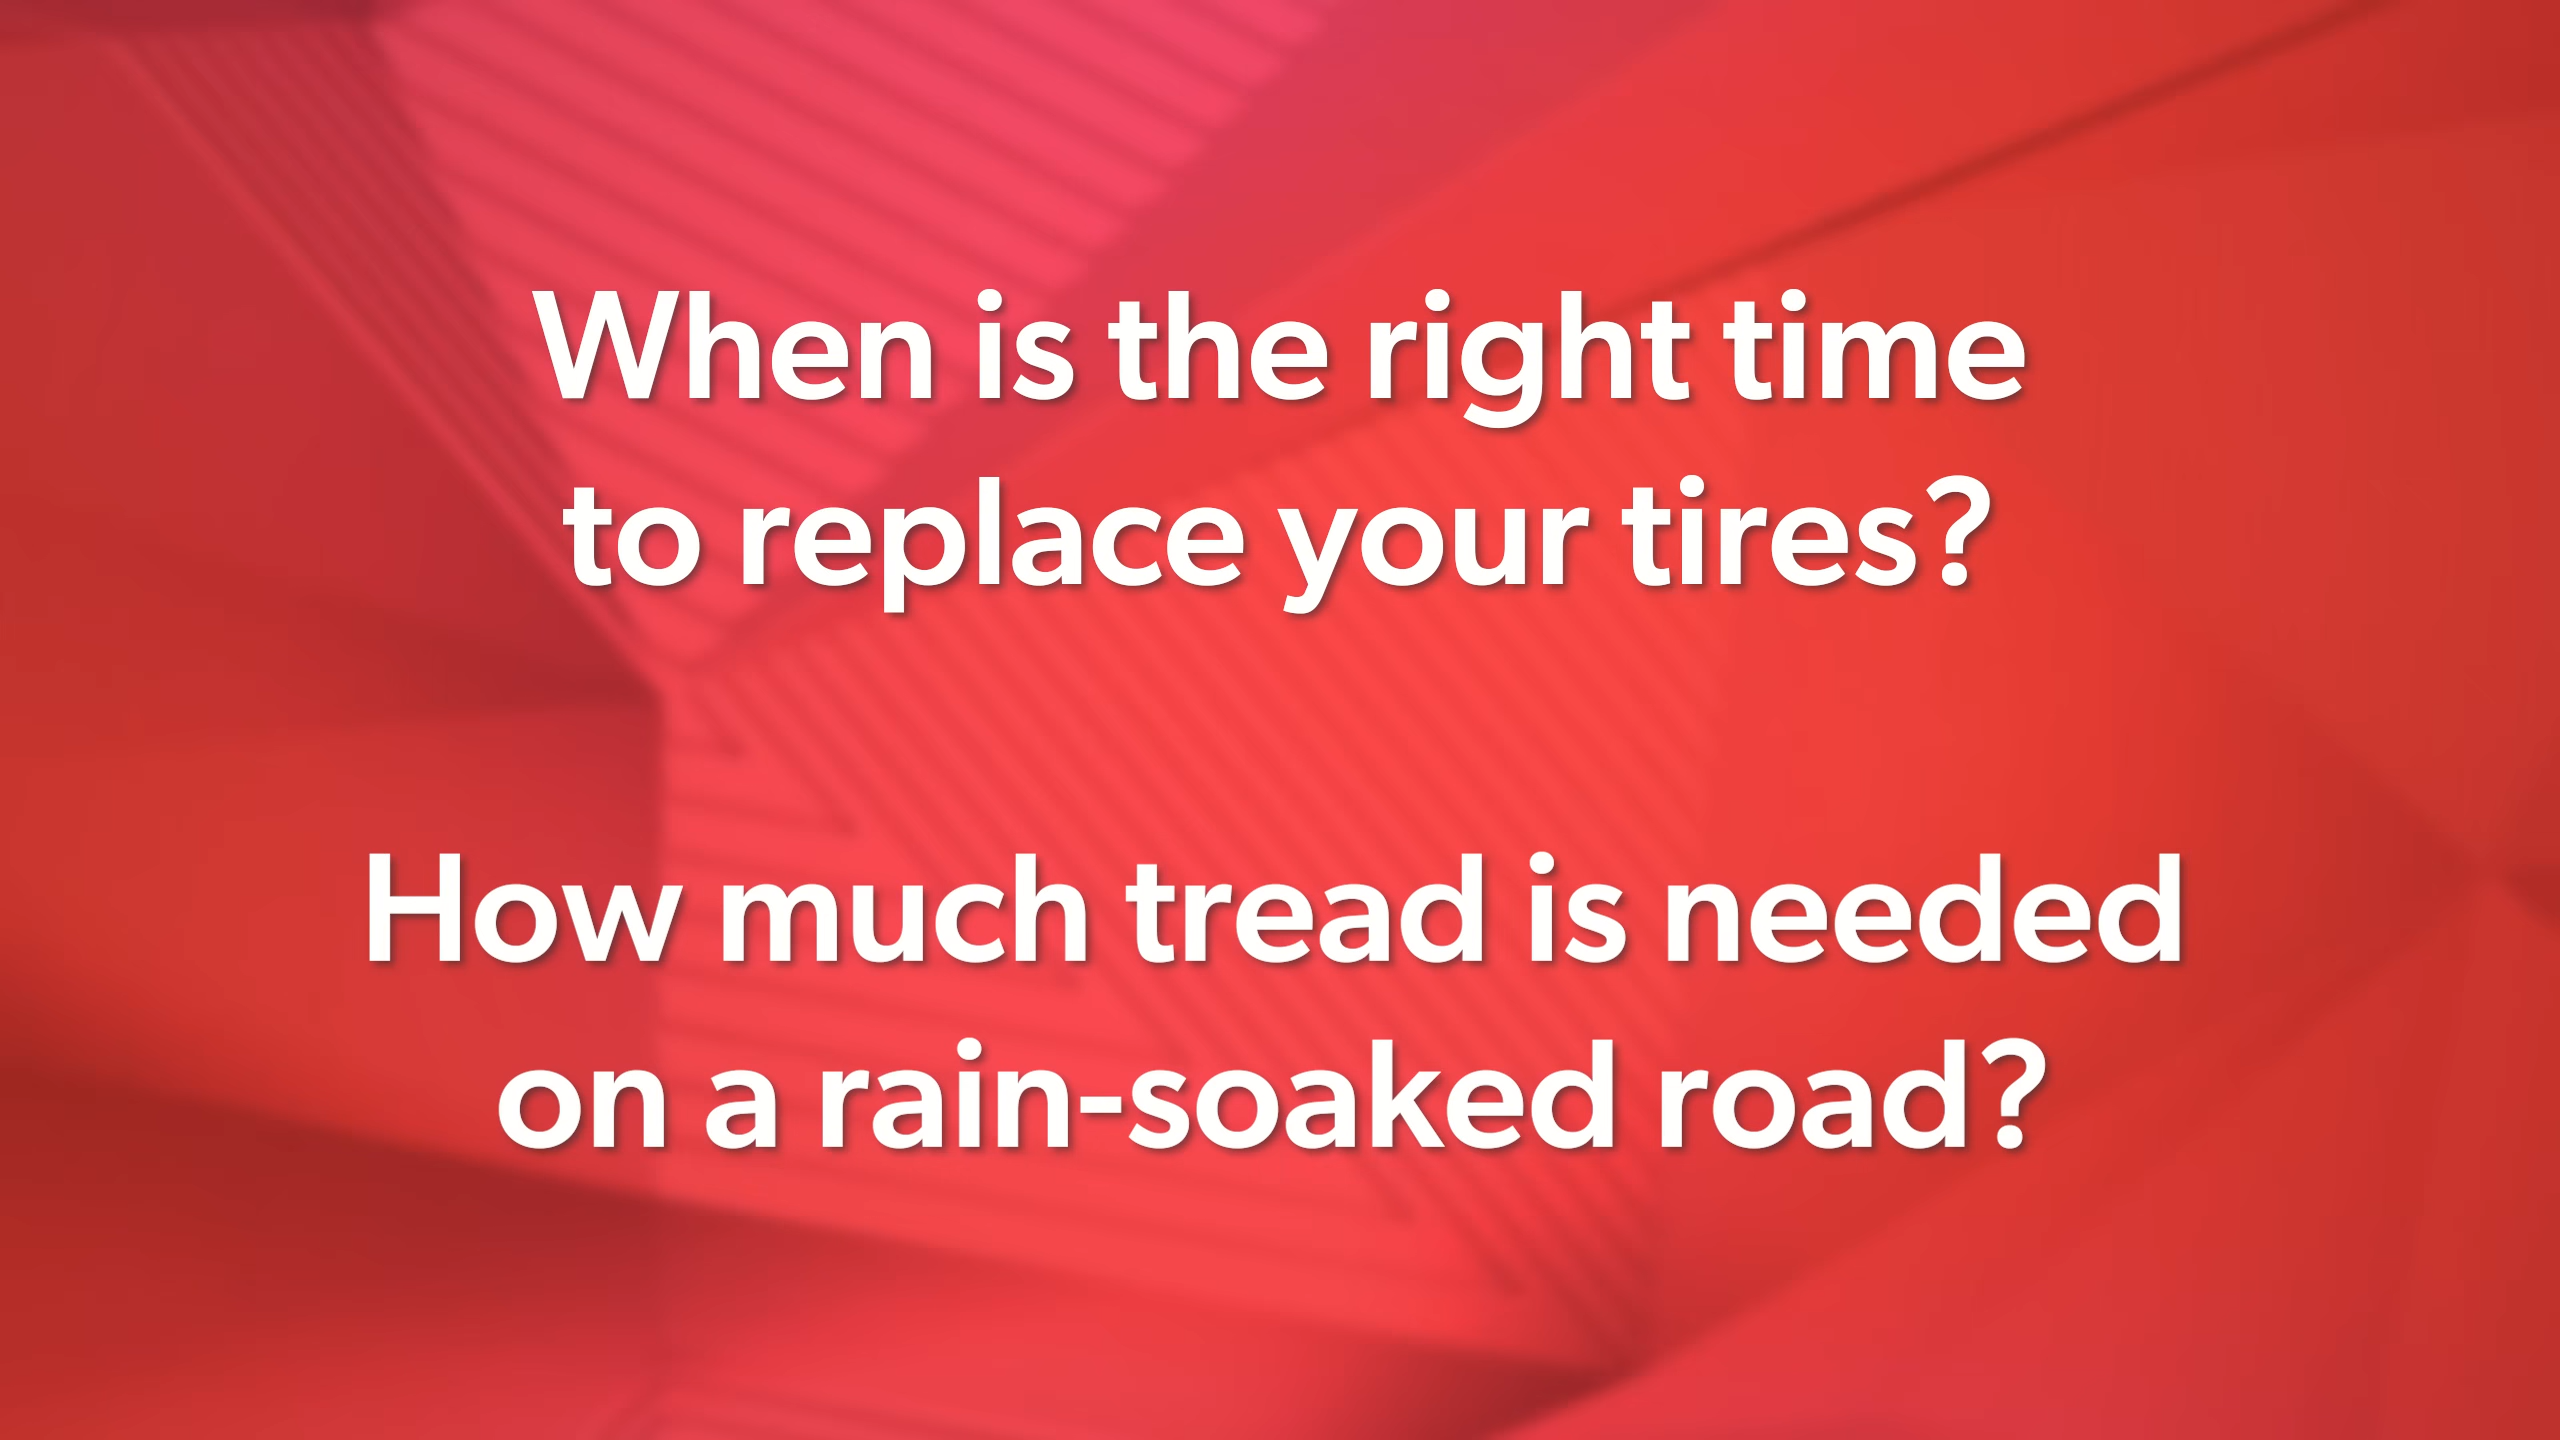 When is the right time
to replace your tires?
How much tread is needed
on a rain-soaked road?